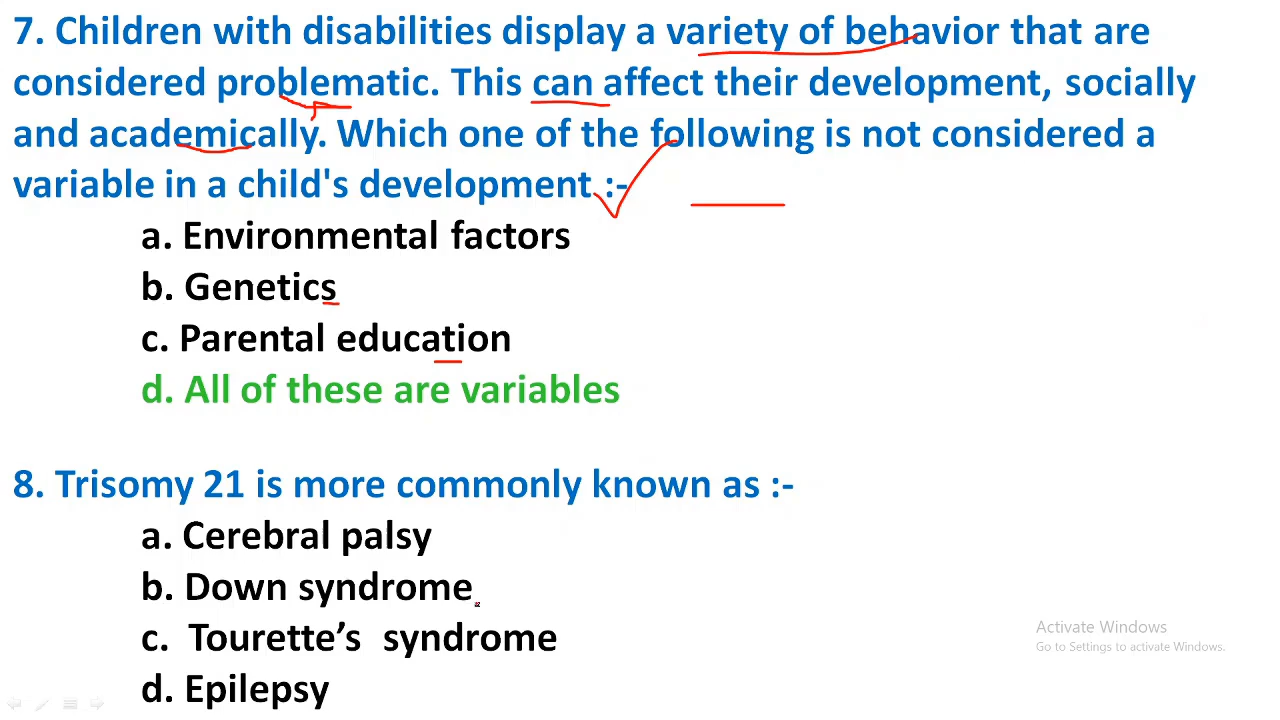 7. Children with disabilities display a variety of behavior that are
considered problematic. This can affect their development, socially
and academically. Which one of the following is not considered a
variable in a child's development :-
a. Environmental factors
b. Genetics
c. Parental education
d. All of these are variables
8. Trisomy 21 is more commonly known as :-
a. Cerebral palsy
b. Down syndrome
c. Tourette’s syndrome
d. Epilepsy
Activate Windows
Go to Settings to activate Windows.